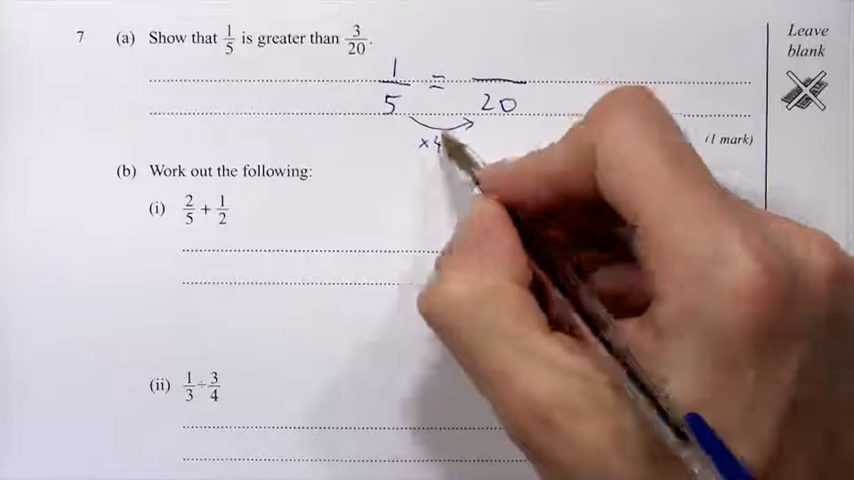 7 (a) Show that 1/5 is greater than 3/20.
Leave blank
1/5 = /20
×4
(1 mark)
(b) Work out the following:
(i) 2/5 + 1/2
(ii) 1/3 ÷ 3/4